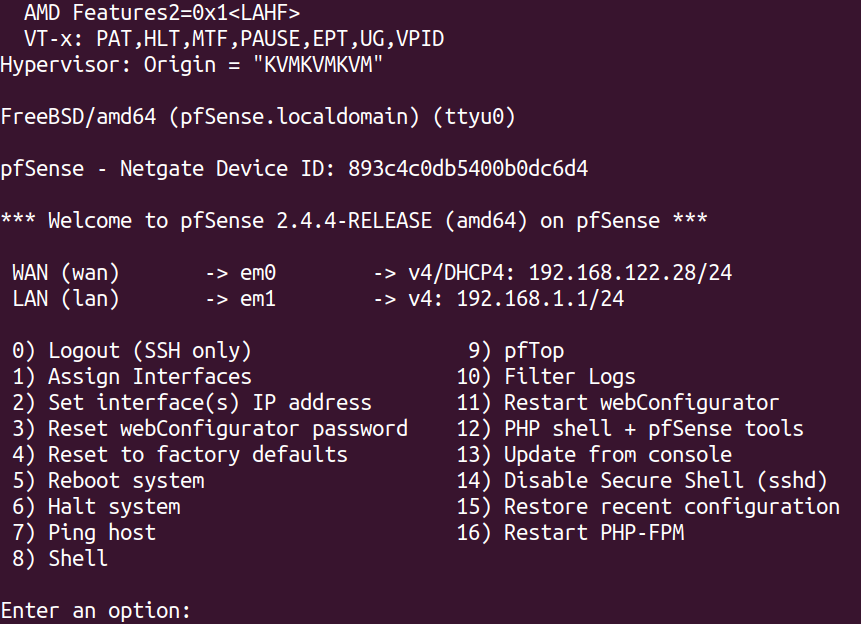 AMD Features2=0x1<LAHF>
VT-x: PAT,HLT,MTF,PAUSE,EPT,UG,VPID
Hypervisor: Origin = "KVMKVMKVM"
FreeBSD/amd64 (pfSense.localdomain) (ttyu0)
pfSense - Netgate Device ID: 893c4c0db5400b0dc6d4
*** Welcome to pfSense 2.4.4-RELEASE (amd64) on pfSense ***
WAN (wan) -> em0 -> v4/DHCP4: 192.168.122.28/24
LAN (lan) -> em1 -> v4: 192.168.1.1/24
0) Logout (SSH only) 9) pfTop
1) Assign Interfaces 10) Filter Logs
2) Set interface(s) IP address 11) Restart webConfigurator
3) Reset webConfigurator password 12) PHP shell + pfSense tools
4) Reset to factory defaults 13) Update from console
5) Reboot system 14) Disable Secure Shell (sshd)
6) Halt system 15) Restore recent configuration
7) Ping host 16) Restart PHP-FPM
8) Shell
Enter an option: